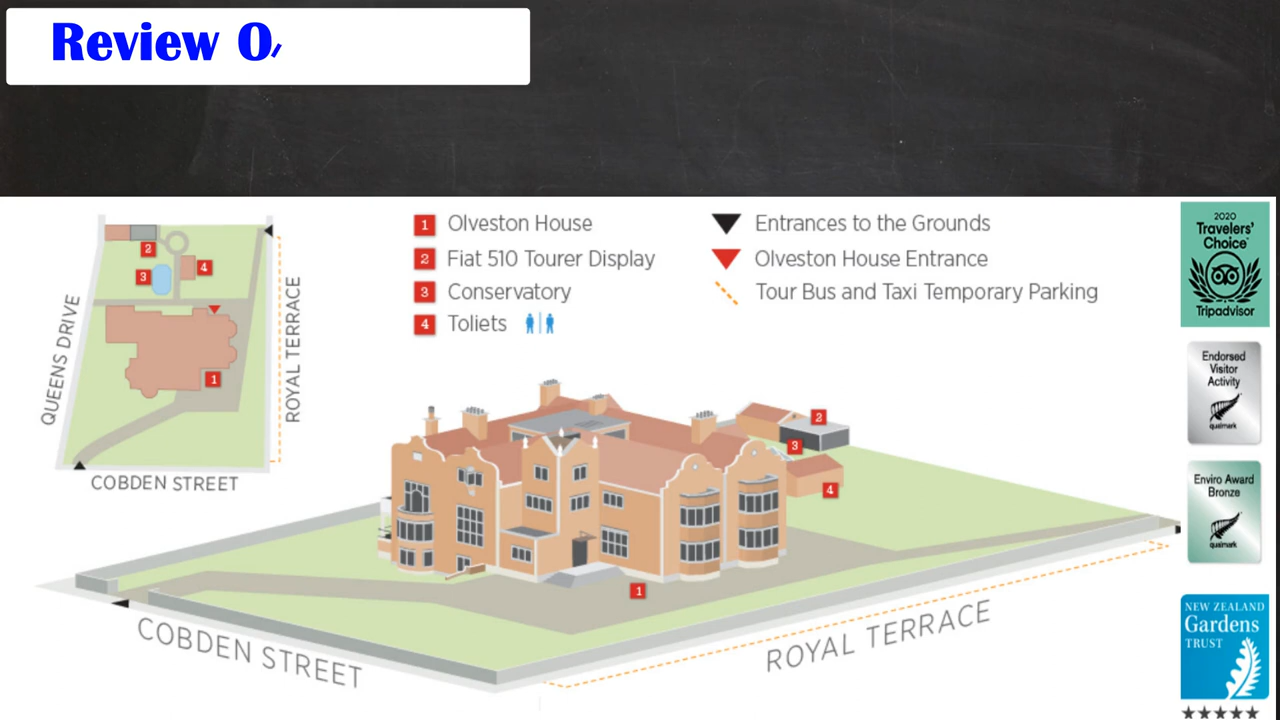 Review O
QUEENS DRIVE
ROYAL TERRACE
COBDEN STREET
2
3
4
1
1 Olveston House
2 Fiat 510 Tourer Display
3 Conservatory
4 Toliets
Entrances to the Grounds
Olveston House Entrance
Tour Bus and Taxi Temporary Parking
2
3
4
1
COBDEN STREET
ROYAL TERRACE
2020
Travelers'
Choice
Tripadvisor
Endorsed
Visitor
Activity
qualmark
Enviro Award
Bronze
qualmark
NEW ZEALAND
Gardens
TRUST